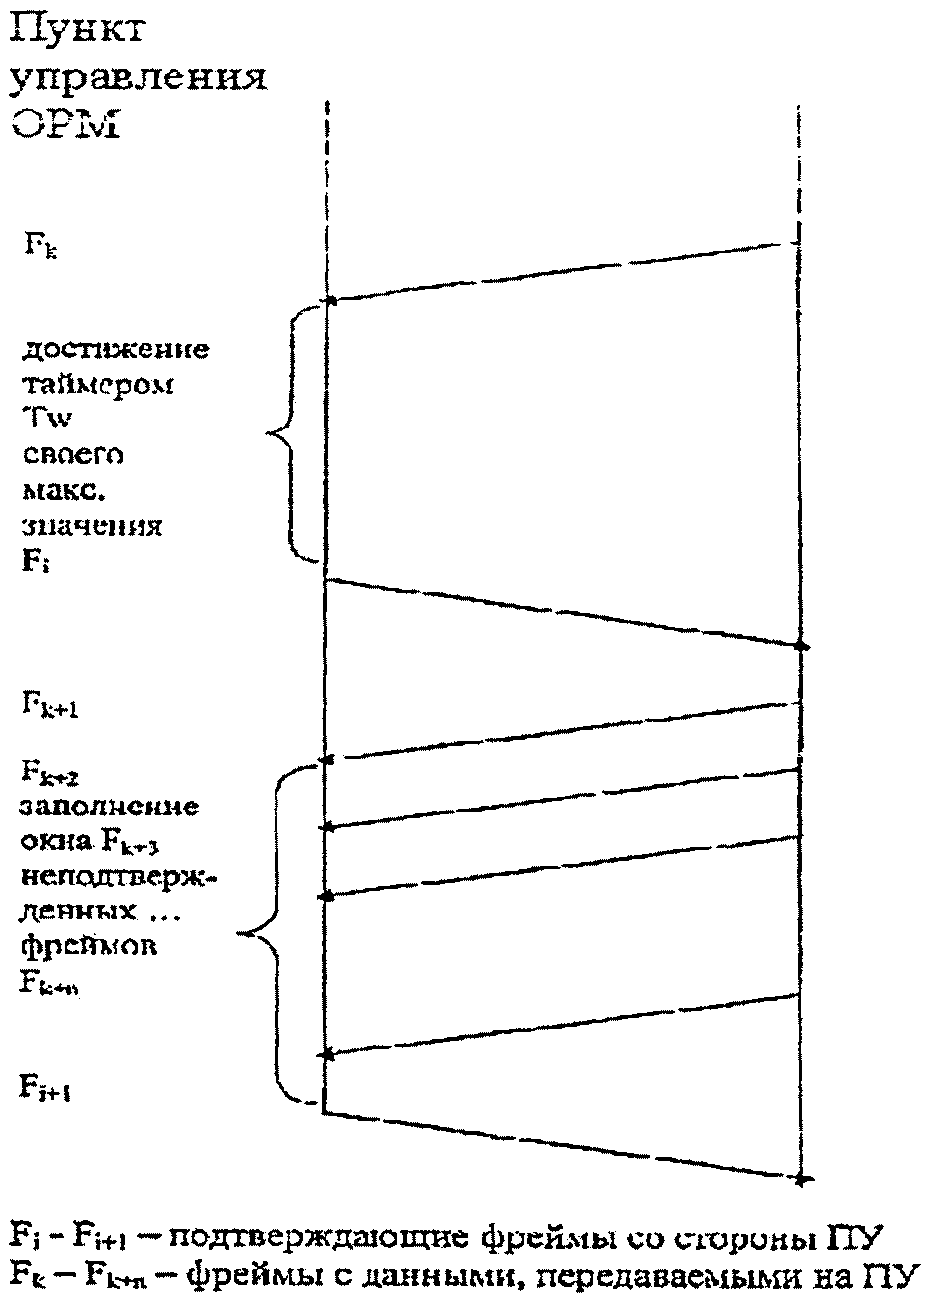 Пункт
управления
ОРМ
Fk
достижение
таймером
Tw
своего
макс.
значения
Fi
Fk+1
Fk+2
заполнение
окна Fk+3
неподтверж-
денных ...
фреймов
Fk+n
Fi+1
Fi - Fi+1 – подтверждающие фреймы со стороны ПУ
Fk – Fk+n – фреймы с данными, передаваемыми на ПУ